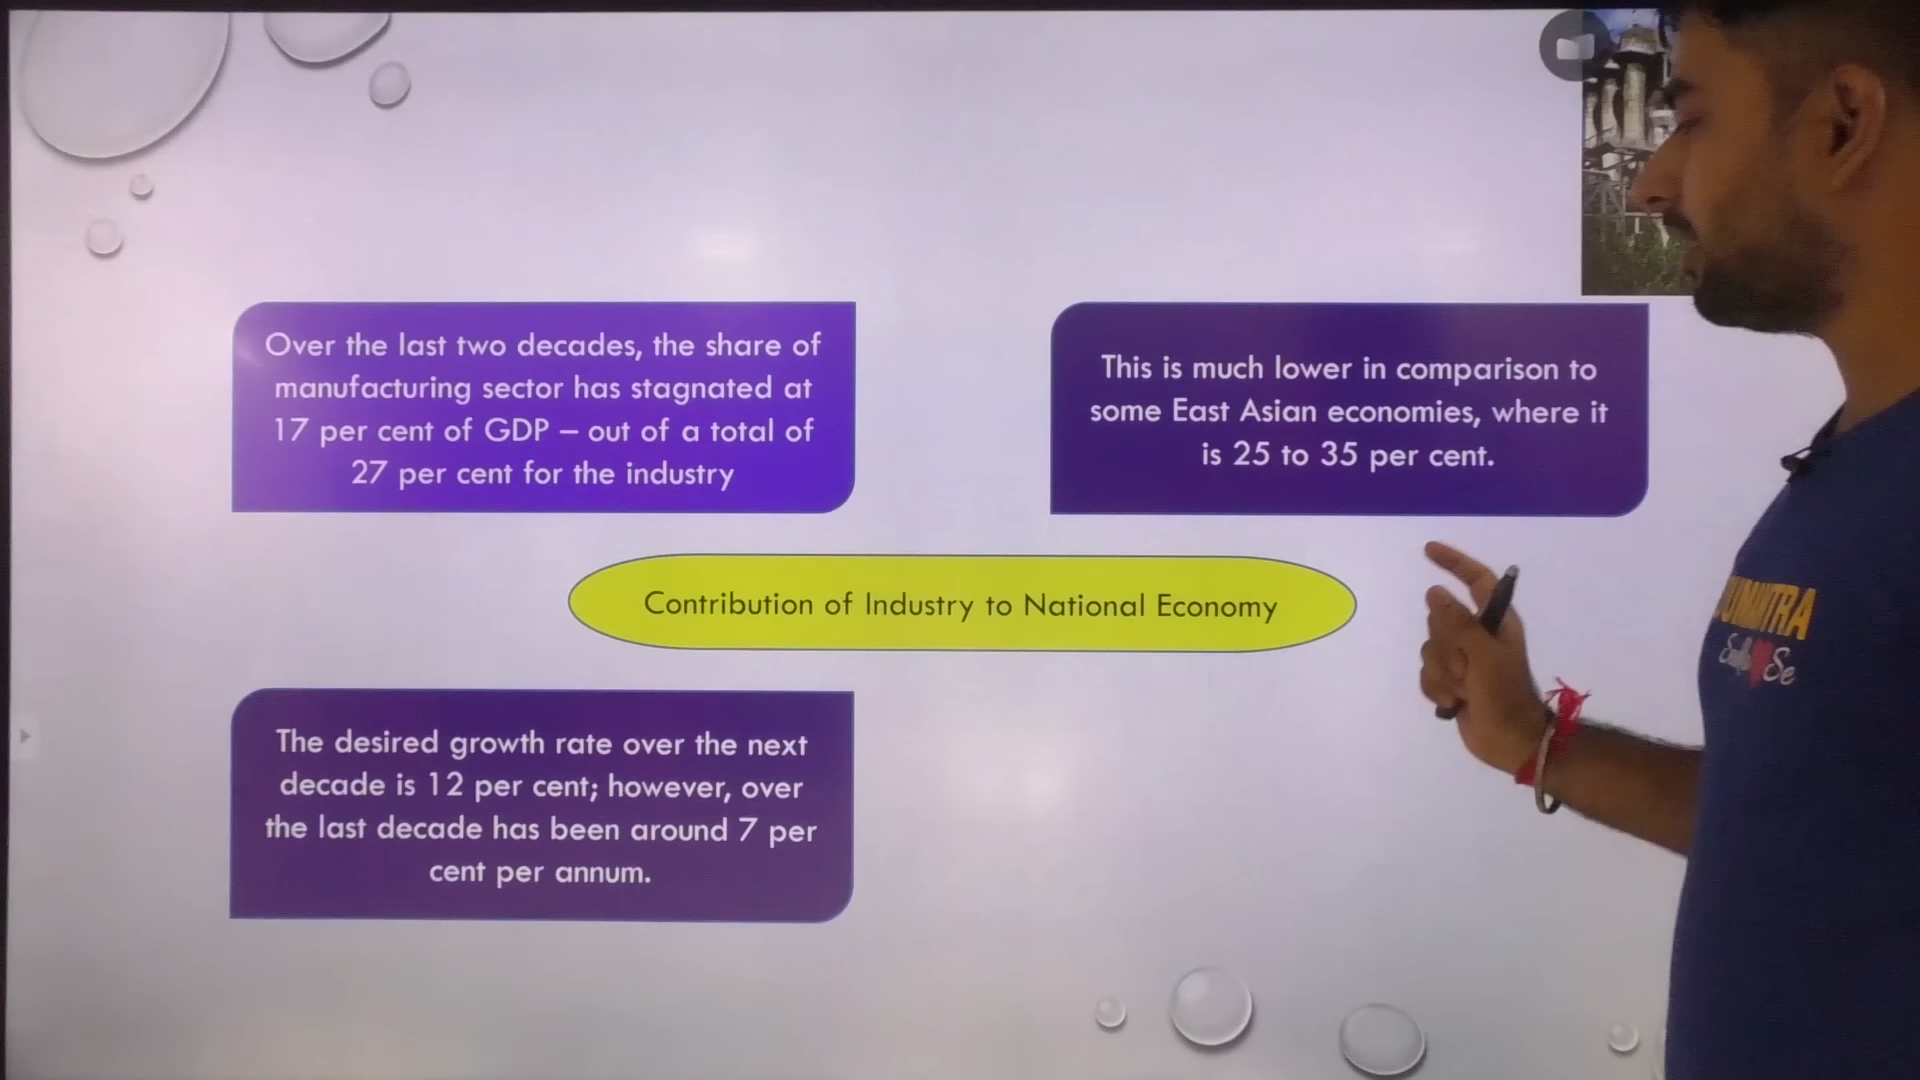 Over the last two decades, the share of
manufacturing sector has stagnated at
17 per cent of GDP – out of a total of
27 per cent for the industry
This is much lower in comparison to
some East Asian economies, where it
is 25 to 35 per cent.
Contribution of Industry to National Economy
The desired growth rate over the next
decade is 12 per cent; however, over
the last decade has been around 7 per
cent per annum.
Se